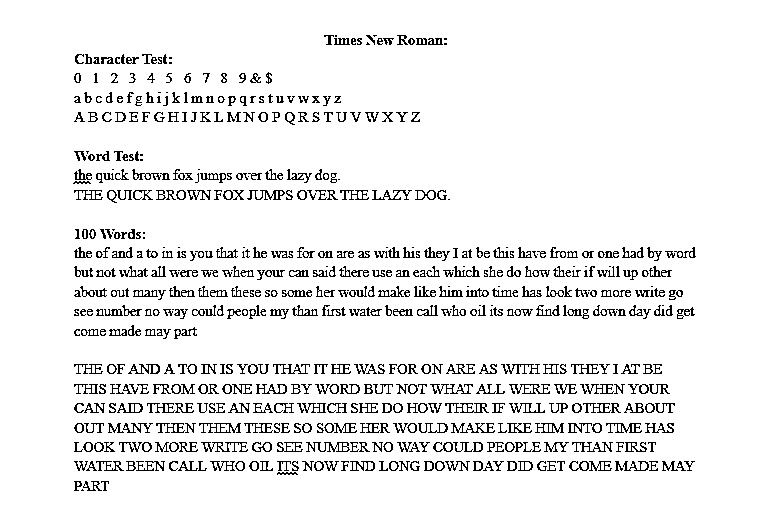 Times New Roman:
Character Test:
0 1 2 3 4 5 6 7 8 9 & $
a b c d e f g h i j k l m n o p q r s t u v w x y z
A B C D E F G H I J K L M N O P Q R S T U V W X Y Z
Word Test:
the quick brown fox jumps over the lazy dog.
THE QUICK BROWN FOX JUMPS OVER THE LAZY DOG.
100 Words:
the of and a to in is you that it he was for on are as with his they I at be this have from or one had by word
but not what all were we when your can said there use an each which she do how their if will up other
about out many then them these so some her would make like him into time has look two more write go
see number no way could people my than first water been call who oil its now find long down day did get
come made may part
THE OF AND A TO IN IS YOU THAT IT HE WAS FOR ON ARE AS WITH HIS THEY I AT BE
THIS HAVE FROM OR ONE HAD BY WORD BUT NOT WHAT ALL WERE WE WHEN YOUR
CAN SAID THERE USE AN EACH WHICH SHE DO HOW THEIR IF WILL UP OTHER ABOUT
OUT MANY THEN THEM THESE SO SOME HER WOULD MAKE LIKE HIM INTO TIME HAS
LOOK TWO MORE WRITE GO SEE NUMBER NO WAY COULD PEOPLE MY THAN FIRST
WATER BEEN CALL WHO OIL ITS NOW FIND LONG DOWN DAY DID GET COME MADE MAY
PART